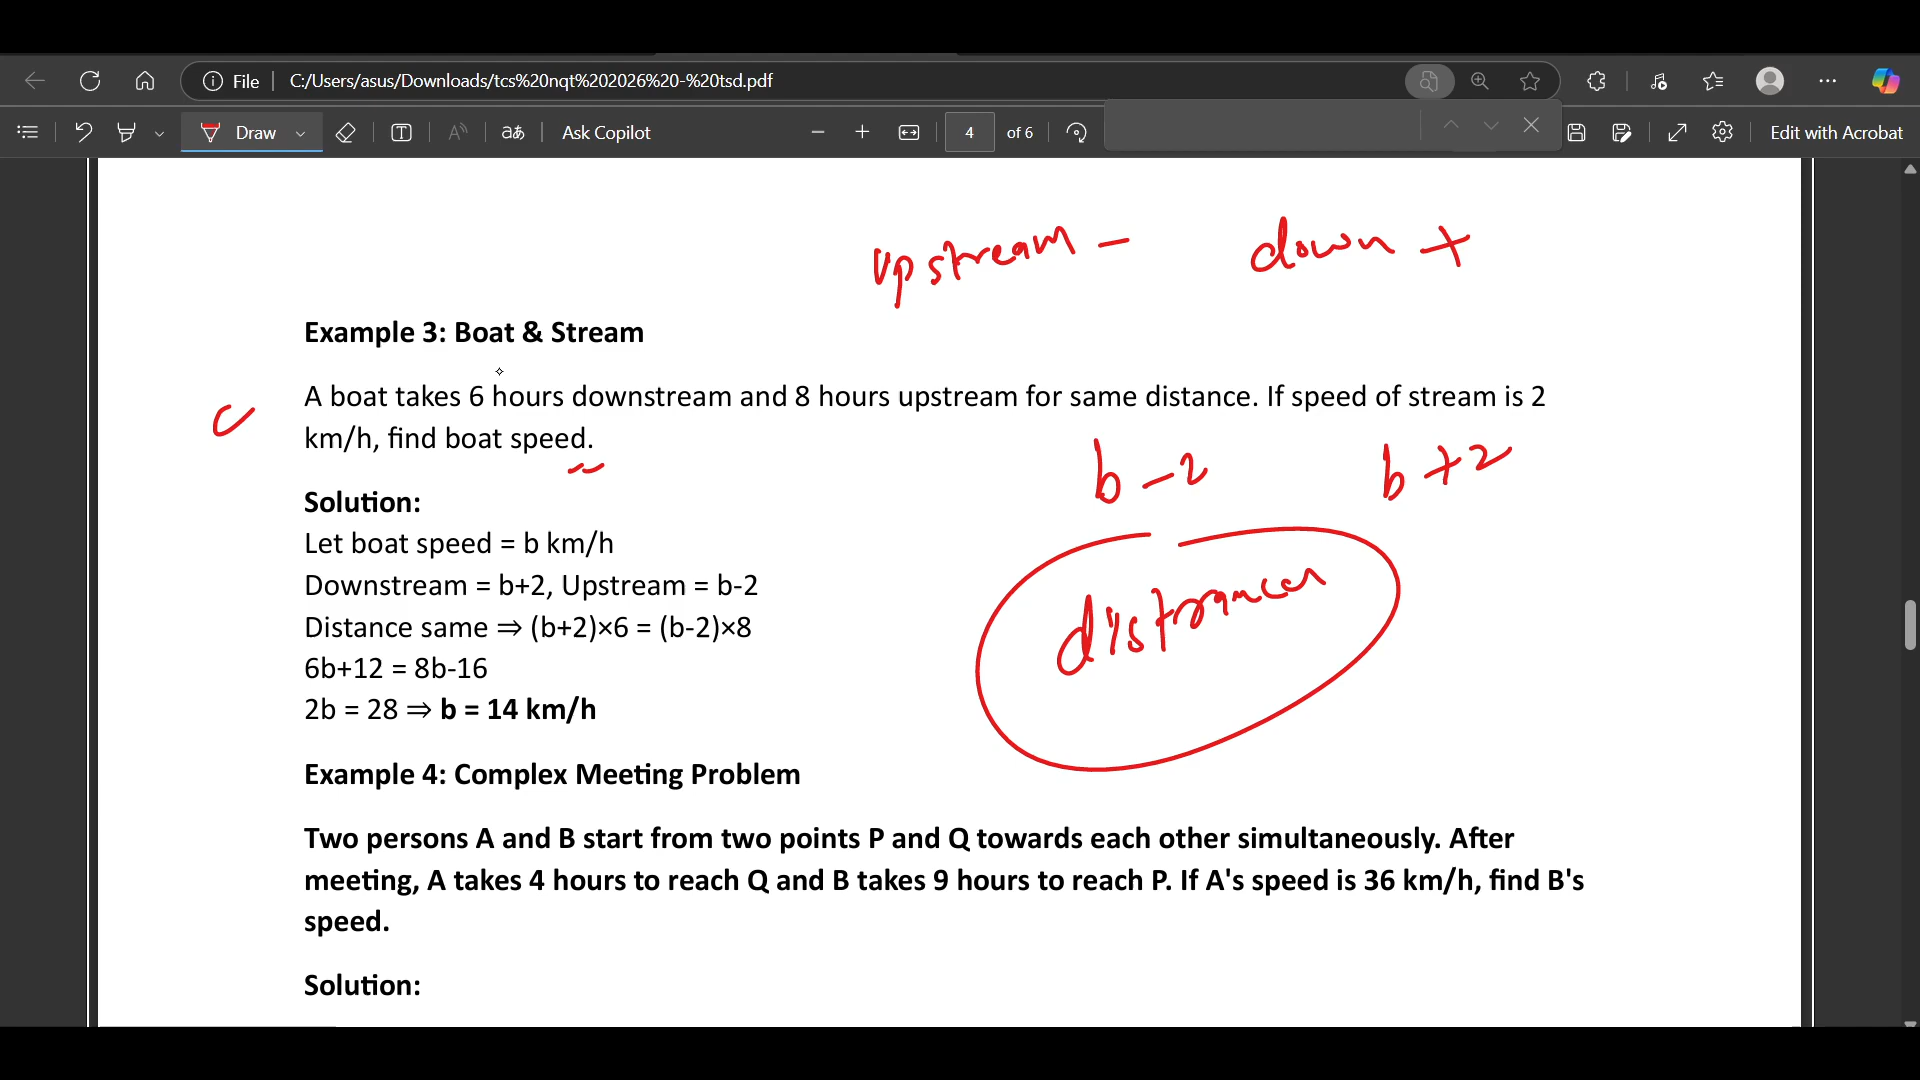 File
C:/Users/asus/Downloads/tcs%20nqt%202026%20-%20tsd.pdf
Draw
Ask Copilot
4
of 6
Edit with Acrobat
upstream -
down +
Example 3: Boat & Stream
A boat takes 6 hours downstream and 8 hours upstream for same distance. If speed of stream is 2
km/h, find boat speed.
b - 2
b + 2
Solution:
Let boat speed = b km/h
Downstream = b+2, Upstream = b-2
Distance same ⇒ (b+2)×6 = (b-2)×8
6b+12 = 8b-16
2b = 28 ⇒ b = 14 km/h
Example 4: Complex Meeting Problem
Two persons A and B start from two points P and Q towards each other simultaneously. After
meeting, A takes 4 hours to reach Q and B takes 9 hours to reach P. If A's speed is 36 km/h, find B's
speed.
Solution: